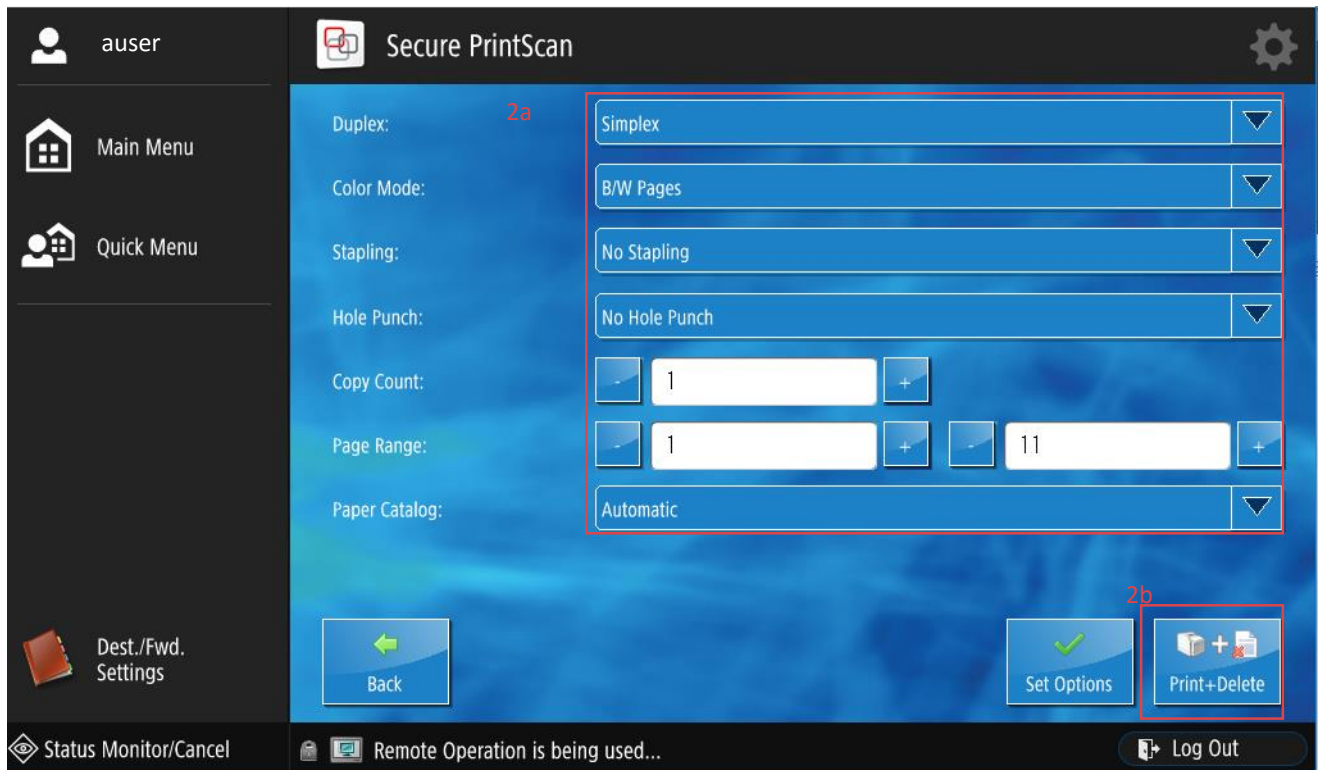 auser
Secure PrintScan
Main Menu
Quick Menu
Dest./Fwd.
Settings
2a
Duplex:
Simplex
Color Mode:
B/W Pages
Stapling:
No Stapling
Hole Punch:
No Hole Punch
Copy Count:
- 1 +
Page Range:
- 1 + - 11 +
Paper Catalog:
Automatic
2b
Back
Set Options
Print+Delete
Status Monitor/Cancel
Remote Operation is being used...
Log Out